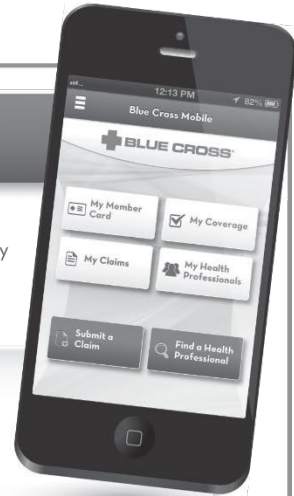 12:13 PM
82%
Blue Cross Mobile
BLUE CROSS®
My Member
Card
My Coverage
My Claims
My Health
Professionals
Submit a
Claim
Find a Health
Professional
y